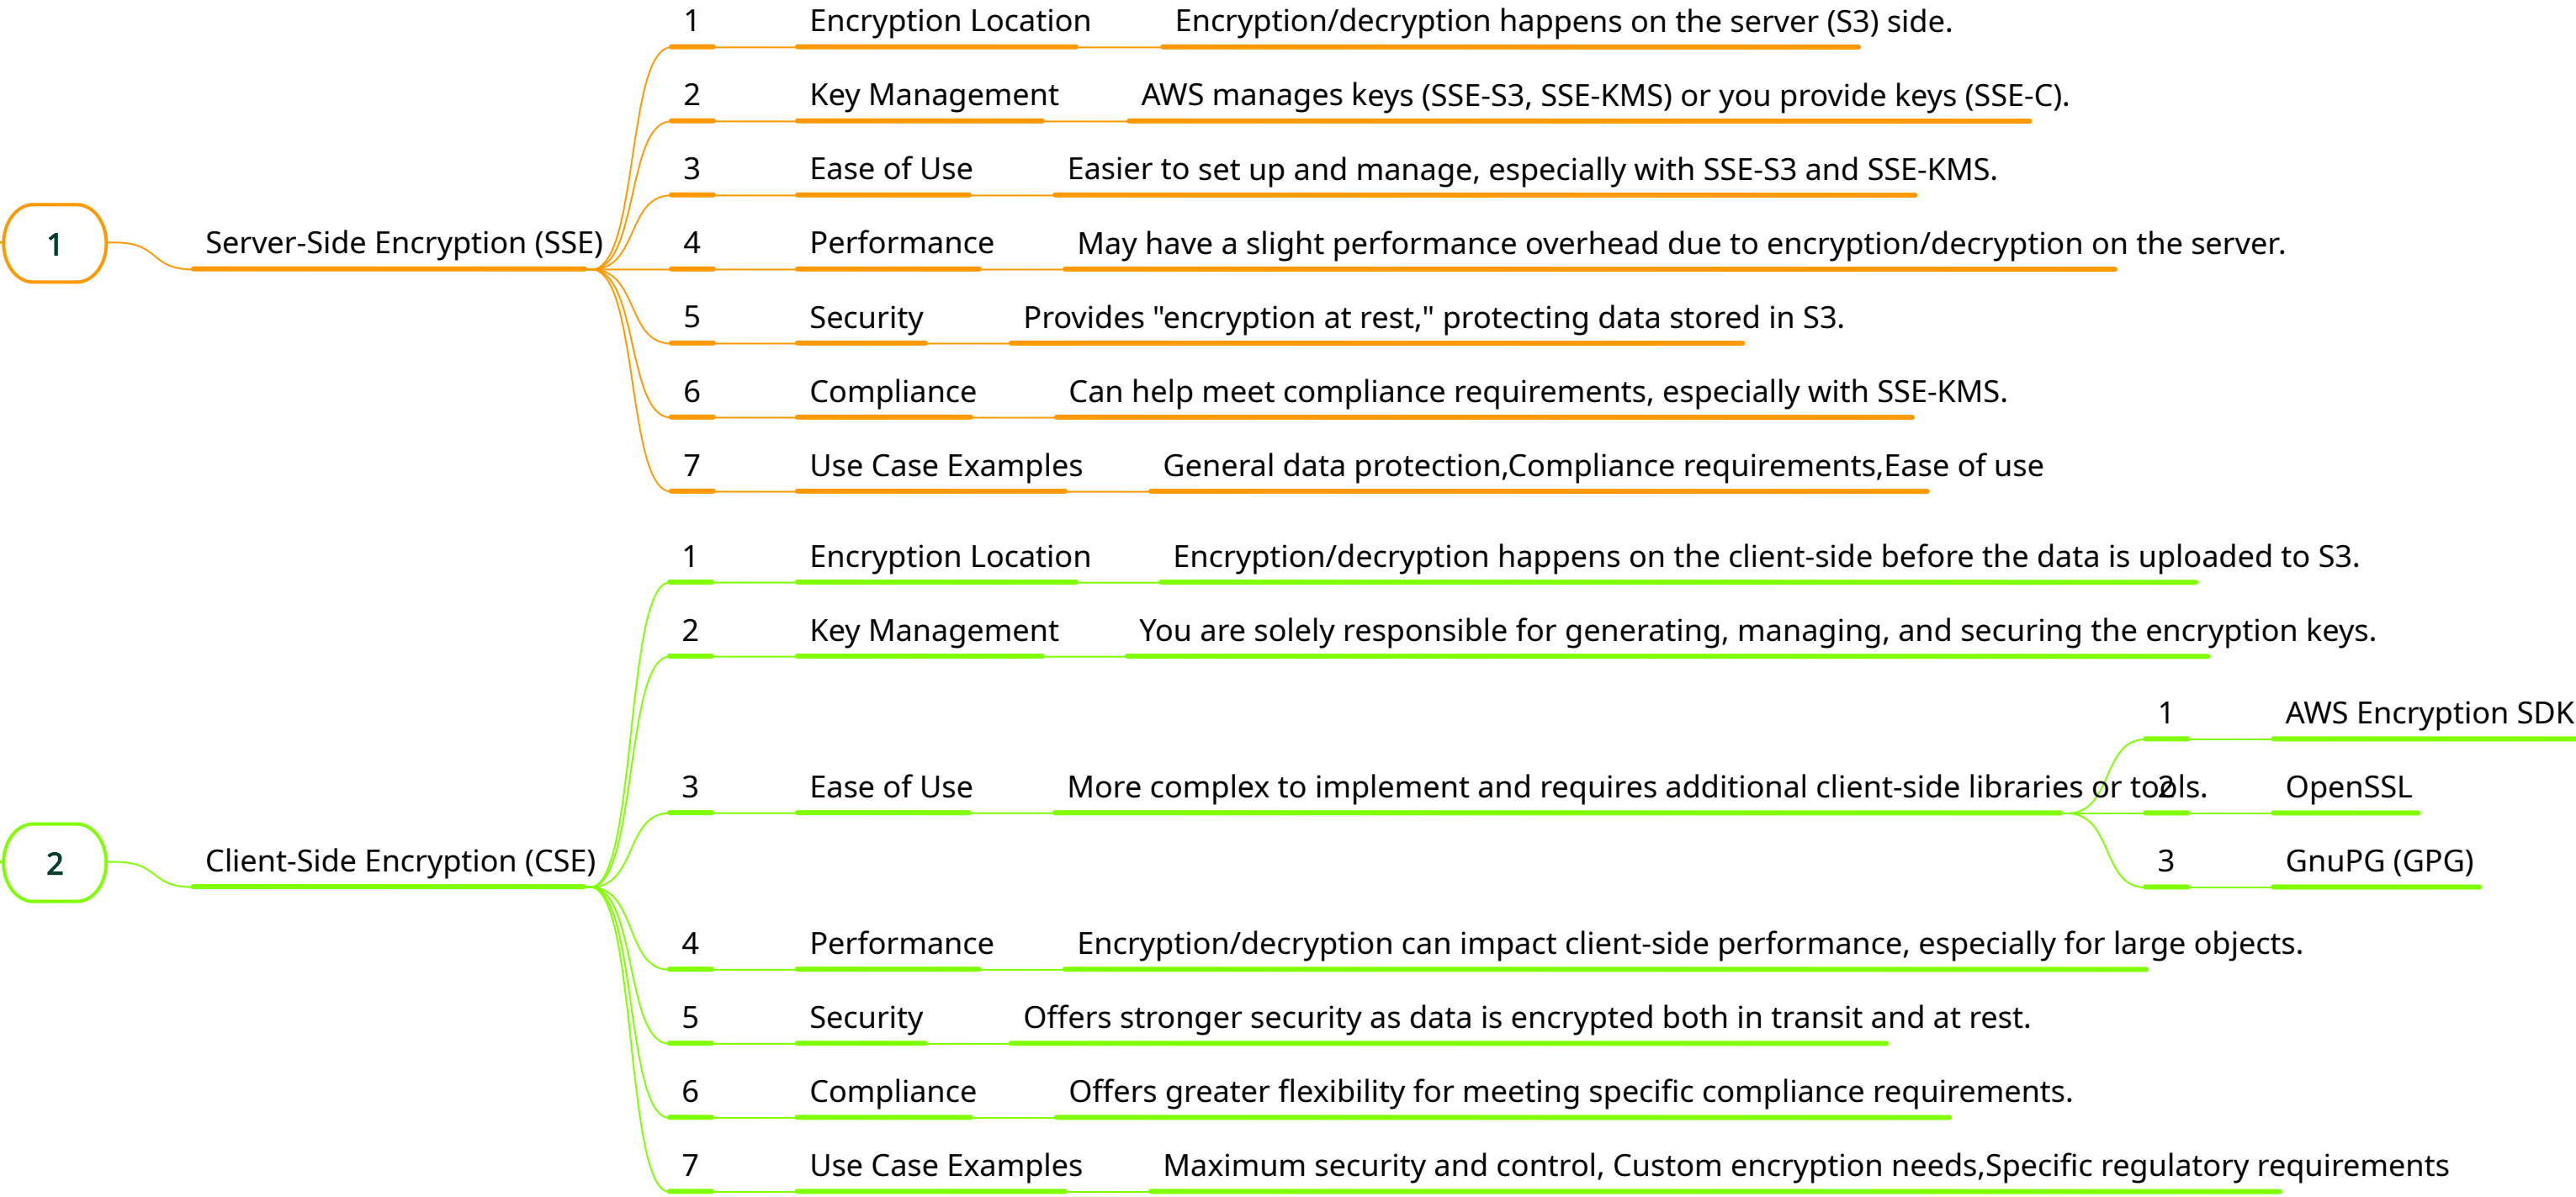 1
Server-Side Encryption (SSE)
1 Encryption Location Encryption/decryption happens on the server (S3) side.
2 Key Management AWS manages keys (SSE-S3, SSE-KMS) or you provide keys (SSE-C).
3 Ease of Use Easier to set up and manage, especially with SSE-S3 and SSE-KMS.
4 Performance May have a slight performance overhead due to encryption/decryption on the server.
5 Security Provides "encryption at rest," protecting data stored in S3.
6 Compliance Can help meet compliance requirements, especially with SSE-KMS.
7 Use Case Examples General data protection,Compliance requirements,Ease of use
2
Client-Side Encryption (CSE)
1 Encryption Location Encryption/decryption happens on the client-side before the data is uploaded to S3.
2 Key Management You are solely responsible for generating, managing, and securing the encryption keys.
3 Ease of Use More complex to implement and requires additional client-side libraries or tools.
1 AWS Encryption SDK
2 OpenSSL
3 GnuPG (GPG)
4 Performance Encryption/decryption can impact client-side performance, especially for large objects.
5 Security Offers stronger security as data is encrypted both in transit and at rest.
6 Compliance Offers greater flexibility for meeting specific compliance requirements.
7 Use Case Examples Maximum security and control, Custom encryption needs,Specific regulatory requirements